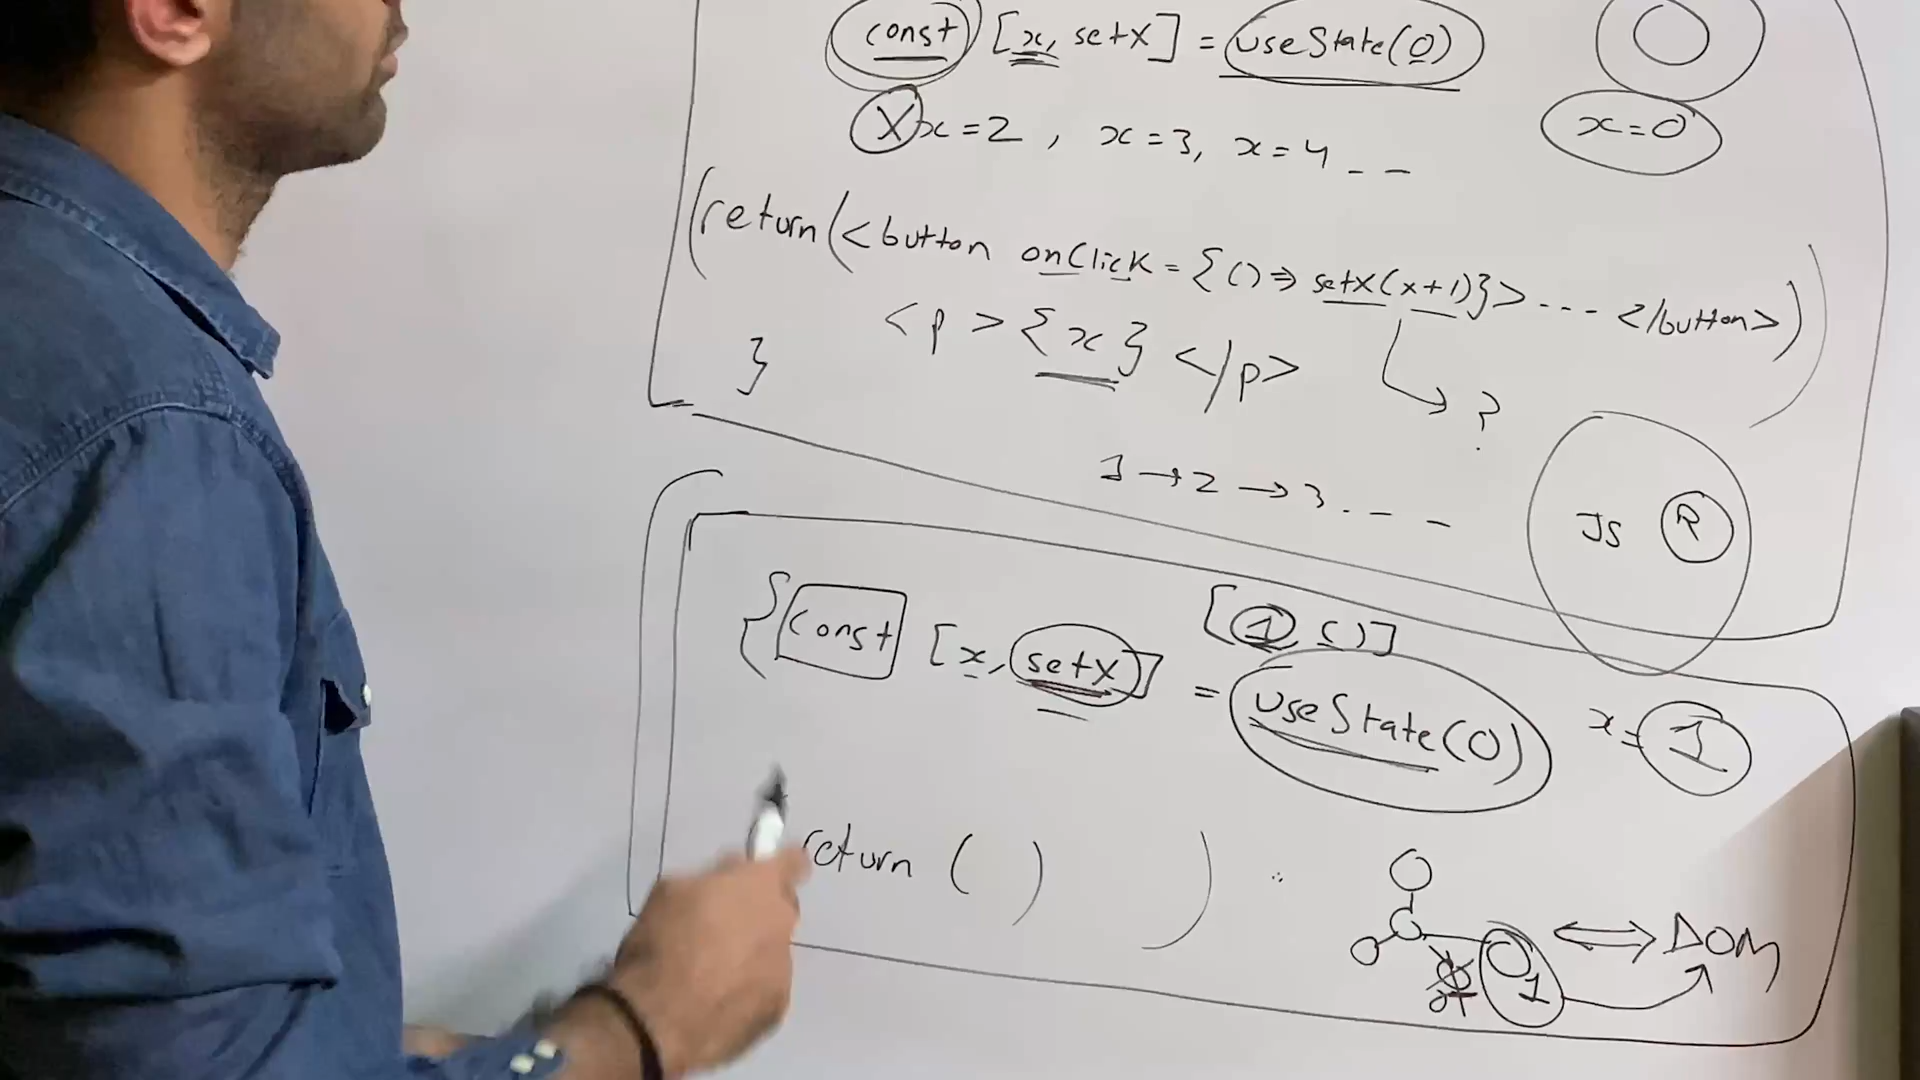 const [x, setX] = useState(0)
X x = 2 , x = 3, x = 4 _ _
x = 0
return(<button onClick = {() => setX(x+1)}> --- </button>)
<p>{x}</p>
}
?
1 → 2 → 3 . - - -
JS R
[1, ()]
{ const [x, setX] = useState(0)
x = 1
return ( ) )
1 ⟺ DOM